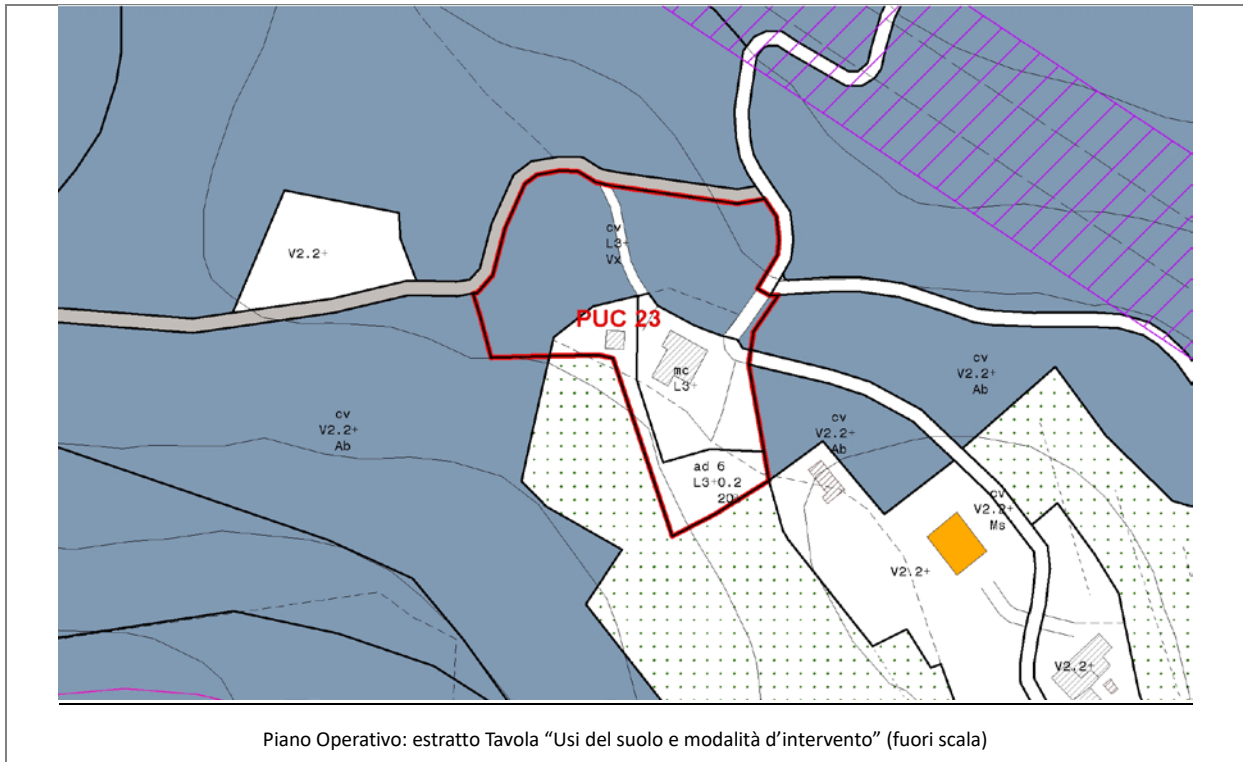 V2.2+
cv
L3+
Vx
PUC 23
mc
L3+
cv
V2.2+
Ab
cv
V2.2+
Ab
cv
V2.2+
Ab
ad 6
L3+0.2
20%
cv
V2.2+
Ms
V2.2+
V2.2+
Piano Operativo: estratto Tavola “Usi del suolo e modalità d’intervento” (fuori scala)